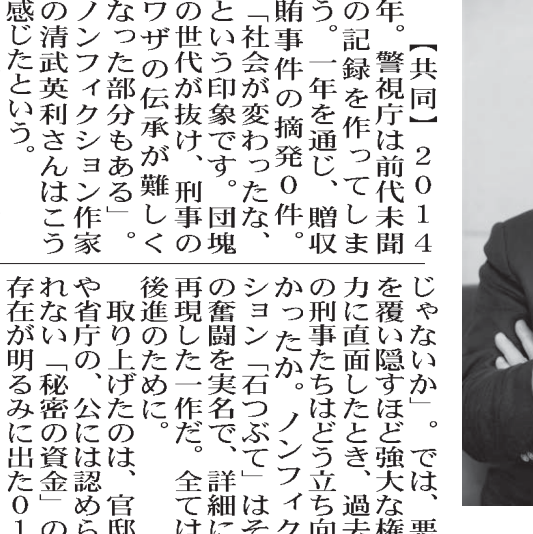 【共同】2014
年。警視庁は前代未聞
の記録を作ってしま
う。一年を通じ、贈収
賄事件の摘発0件。
「社会が変わったな、
という印象です。団塊
の世代が抜け、刑事の
ワザの伝承が難しく
なった部分もある」。
ノンフィクション作家
の清武英利さんはこう
感じたという。
じゃないか」。では、悪
を覆い隠すほど強大な権
力に直面したとき、過去
の刑事たちはどう立ち向
かったか。ノンフィク
ション「石つぶて」はそ
の奮闘を実名で、詳細に
再現した一作だ。全ては
後進のために。
取り上げたのは、官邸
や省庁の、公には認めら
れない「秘密の資金」の
存在が明るみに出た01